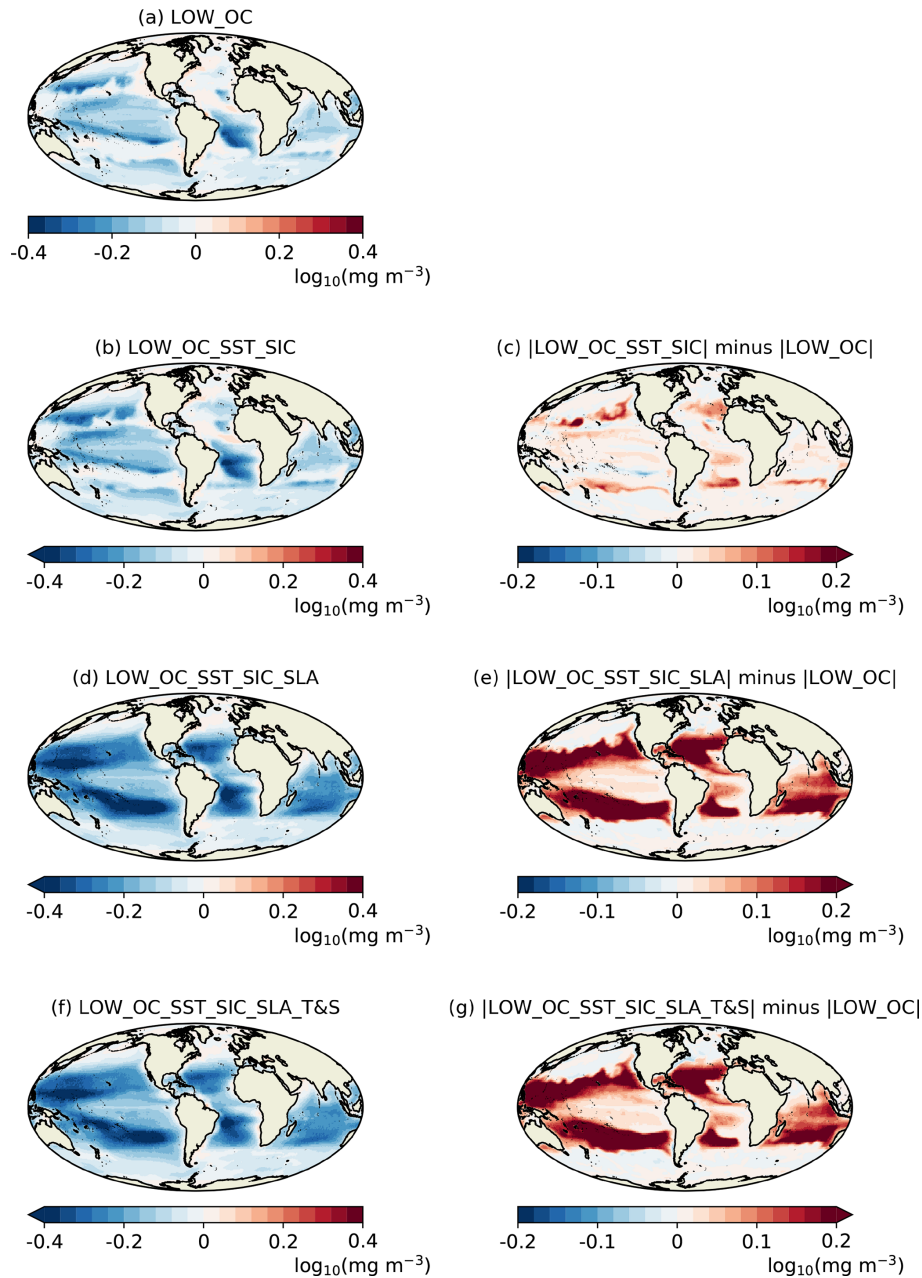 (a) LOW_OC
-0.4 -0.2 0 0.2 0.4
log₁₀(mg m⁻³)
(b) LOW_OC_SST_SIC
-0.4 -0.2 0 0.2 0.4
log₁₀(mg m⁻³)
(c) |LOW_OC_SST_SIC| minus |LOW_OC|
-0.2 -0.1 0 0.1 0.2
log₁₀(mg m⁻³)
(d) LOW_OC_SST_SIC_SLA
-0.4 -0.2 0 0.2 0.4
log₁₀(mg m⁻³)
(e) |LOW_OC_SST_SIC_SLA| minus |LOW_OC|
-0.2 -0.1 0 0.1 0.2
log₁₀(mg m⁻³)
(f) LOW_OC_SST_SIC_SLA_T&S
-0.4 -0.2 0 0.2 0.4
log₁₀(mg m⁻³)
(g) |LOW_OC_SST_SIC_SLA_T&S| minus |LOW_OC|
-0.2 -0.1 0 0.1 0.2
log₁₀(mg m⁻³)